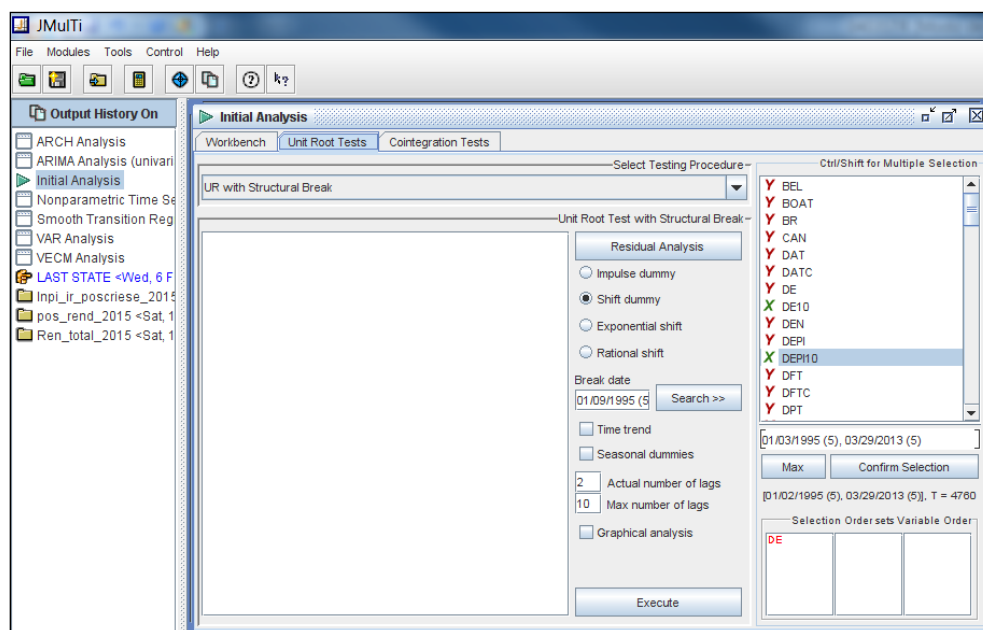 JMulTi
File Modules Tools Control Help
Output History On
ARCH Analysis
ARIMA Analysis (univari
Initial Analysis
Nonparametric Time Se
Smooth Transition Reg
VAR Analysis
VECM Analysis
LAST STATE <Wed, 6 F
Inpi_ir_poscriese_2015
pos_rend_2015 <Sat, 1
Ren_total_2015 <Sat, 1
Initial Analysis
Workbench Unit Root Tests Cointegration Tests
Select Testing Procedure
UR with Structural Break
Unit Root Test with Structural Break
Residual Analysis
Impulse dummy
Shift dummy
Exponential shift
Rational shift
Break date
01/09/1995 (5 Search >>
Time trend
Seasonal dummies
2 Actual number of lags
10 Max number of lags
Graphical analysis
Execute
Ctrl/Shift for Multiple Selection
Y BEL
Y BOAT
Y BR
Y CAN
Y DAT
Y DATC
Y DE
X DE10
Y DEN
Y DEPI
X DEPI10
Y DFT
Y DFTC
Y DPT
[01/03/1995 (5), 03/29/2013 (5) ]
Max Confirm Selection
[01/02/1995 (5), 03/29/2013 (5)], T = 4760
Selection Order sets Variable Order
DE